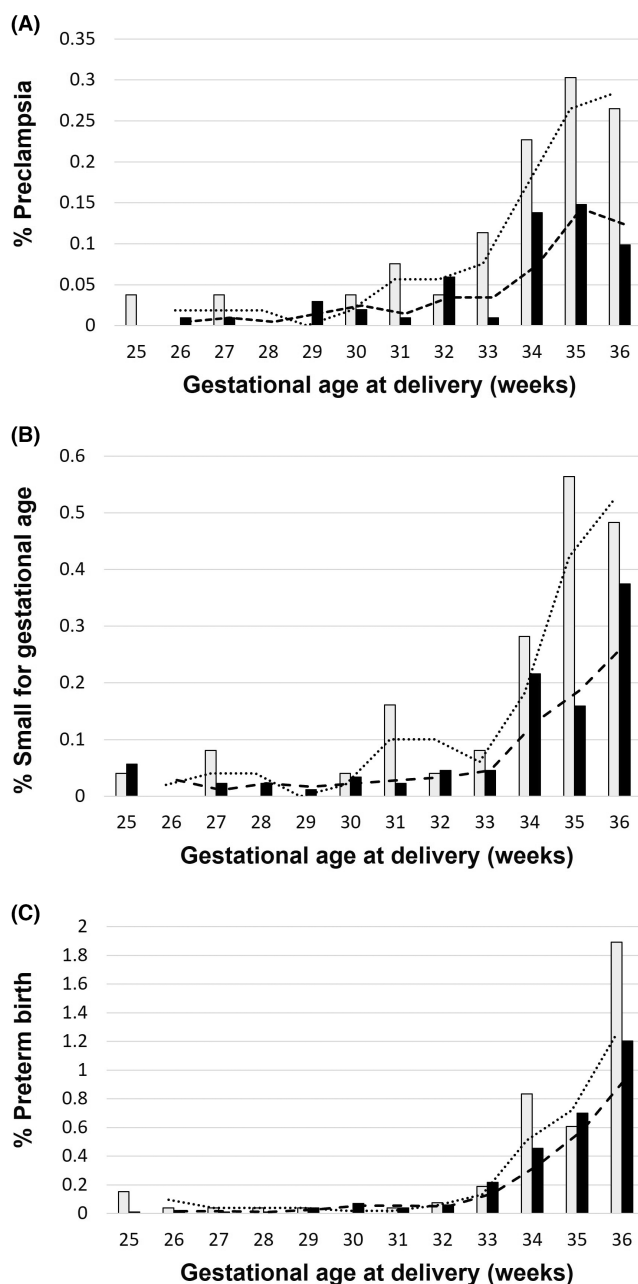 (A)
% Preclampsia
0.35
0.3
0.25
0.2
0.15
0.1
0.05
0
25 26 27 28 29 30 31 32 33 34 35 36
Gestational age at delivery (weeks)
(B)
% Small for gestational age
0.6
0.5
0.4
0.3
0.2
0.1
0
25 26 27 28 29 30 31 32 33 34 35 36
Gestational age at delivery (weeks)
(C)
% Preterm birth
2
1.8
1.6
1.4
1.2
1
0.8
0.6
0.4
0.2
0
25 26 27 28 29 30 31 32 33 34 35 36
Gestational age at delivery (weeks)